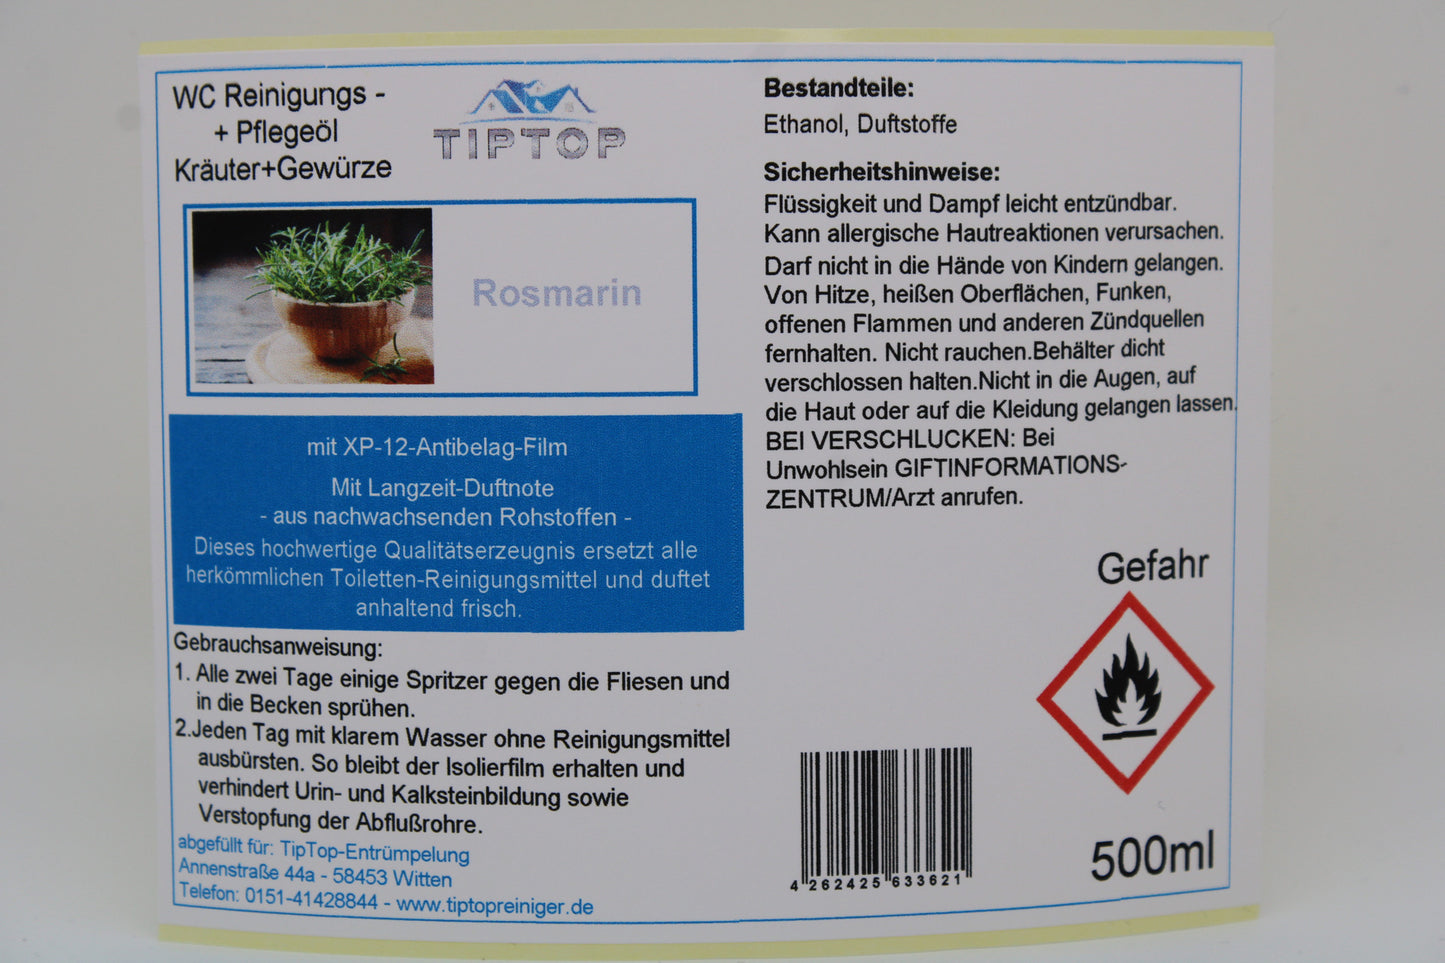 WC Reinigungs -
+ Pflegeöl
Kräuter+Gewürze
TIPTOP
Rosmarin
mit XP-12-Antibelag-Film
Mit Langzeit-Duftnote
- aus nachwachsenden Rohstoffen -
Dieses hochwertige Qualitätserzeugnis ersetzt alle
herkömmlichen Toiletten-Reinigungsmittel und duftet
anhaltend frisch.
Gebrauchsanweisung:
1. Alle zwei Tage einige Spritzer gegen die Fliesen und
in die Becken sprühen.
2.Jeden Tag mit klarem Wasser ohne Reinigungsmittel
ausbürsten. So bleibt der Isolierfilm erhalten und
verhindert Urin- und Kalksteinbildung sowie
Verstopfung der Abflußrohre.
abgefüllt für: TipTop-Entrümpelung
Annenstraße 44a - 58453 Witten
Telefon: 0151-41428844 - www.tiptopreiniger.de
Bestandteile:
Ethanol, Duftstoffe
Sicherheitshinweise:
Flüssigkeit und Dampf leicht entzündbar.
Kann allergische Hautreaktionen verursachen.
Darf nicht in die Hände von Kindern gelangen.
Von Hitze, heißen Oberflächen, Funken,
offenen Flammen und anderen Zündquellen
fernhalten. Nicht rauchen.Behälter dicht
verschlossen halten.Nicht in die Augen, auf
die Haut oder auf die Kleidung gelangen lassen.
BEI VERSCHLUCKEN: Bei
Unwohlsein GIFTINFORMATIONS-
ZENTRUM/Arzt anrufen.
Gefahr
4 262425 633621
500ml